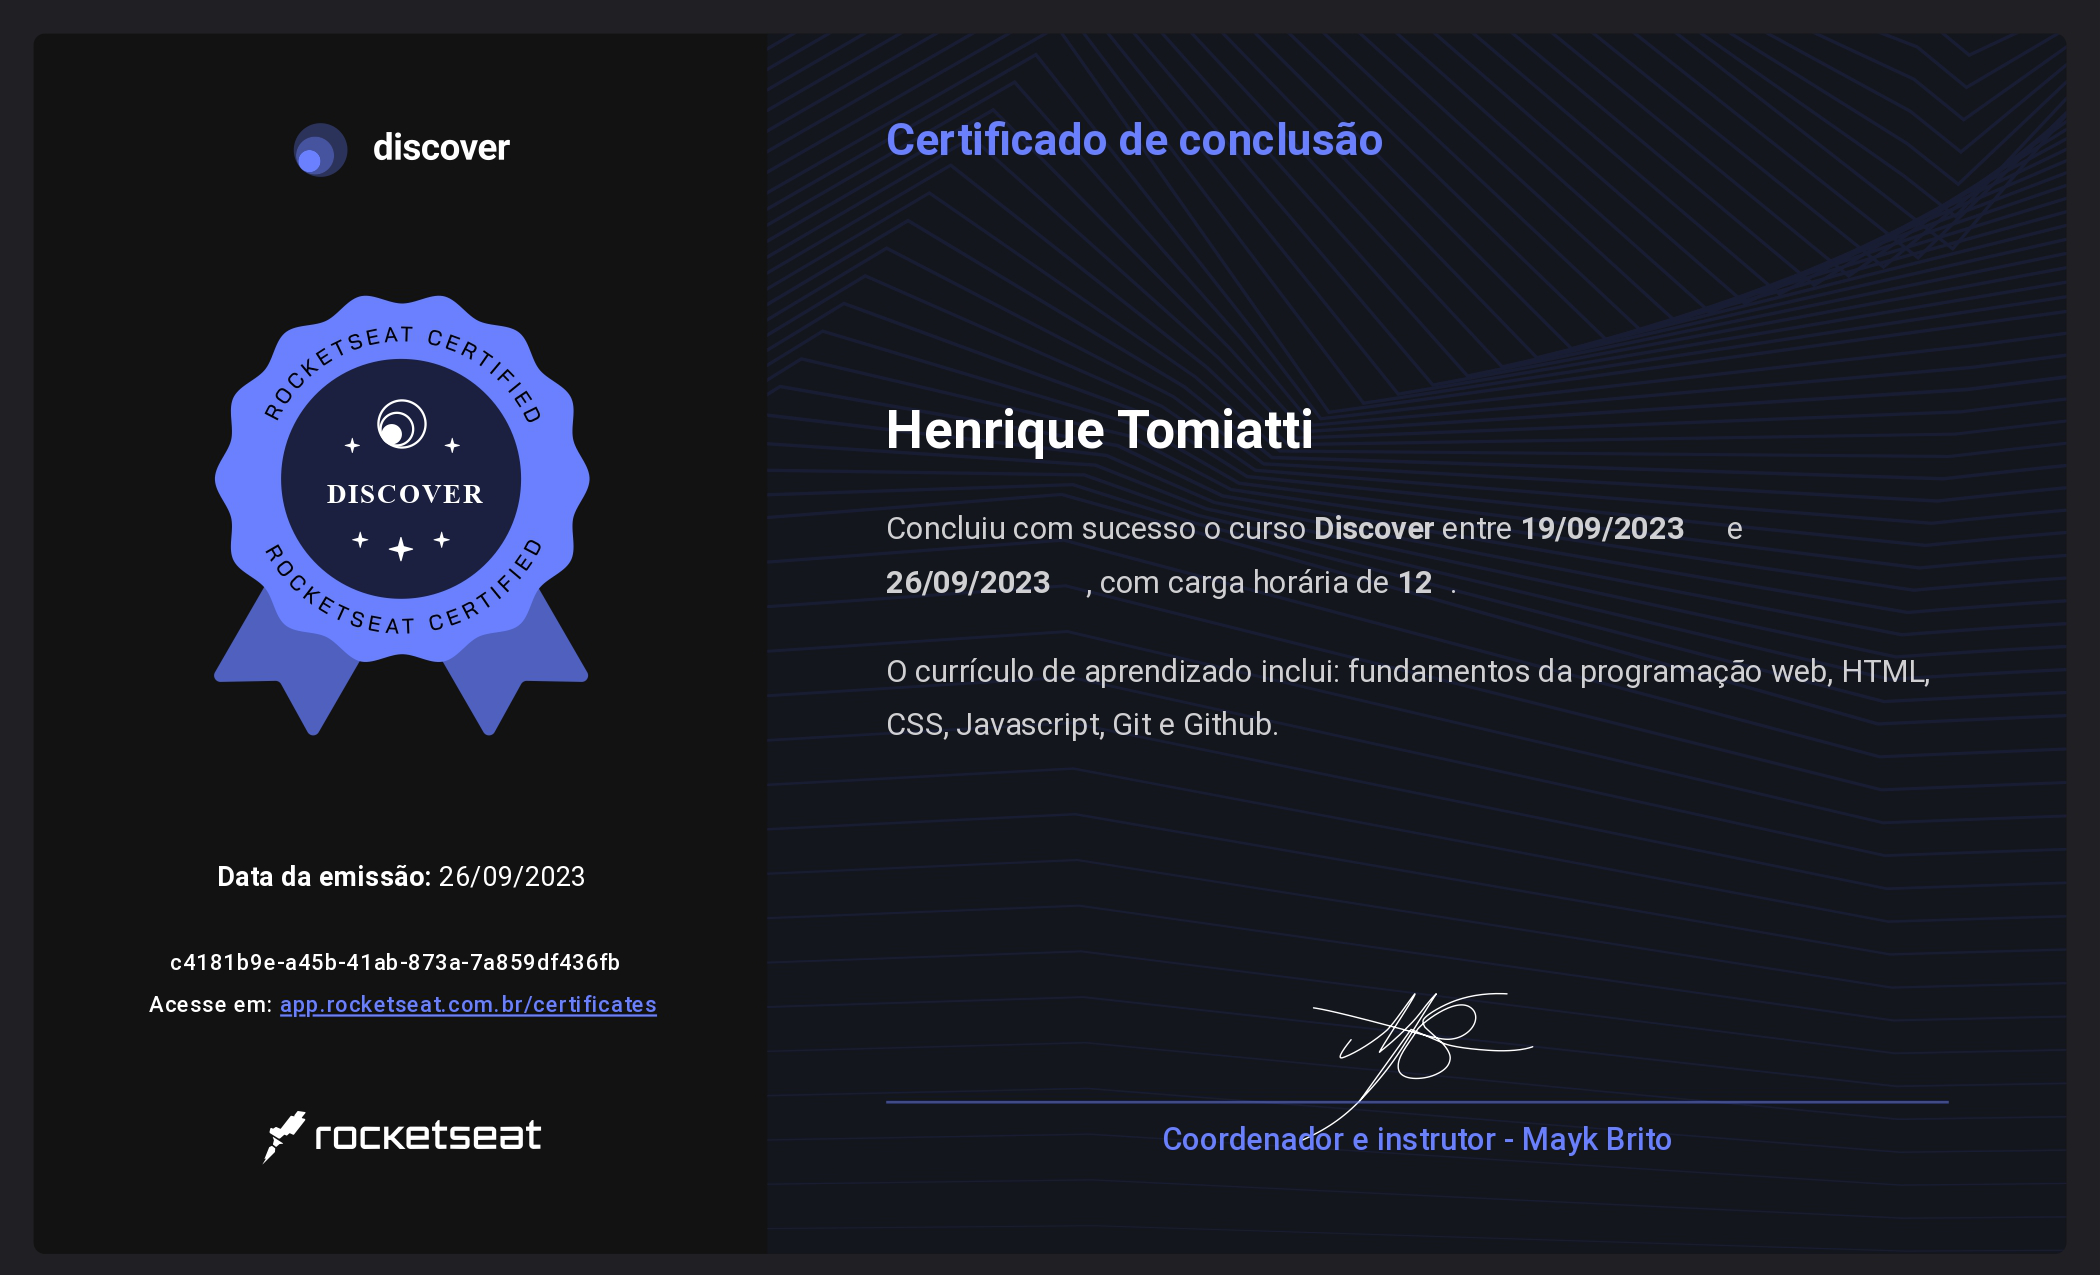 discover
ROCKETSEAT CERTIFIED
DISCOVER
ROCKETSEAT CERTIFIED
Data da emissão: 26/09/2023
c4181b9e-a45b-41ab-873a-7a859df436fb
Acesse em: app.rocketseat.com.br/certificates
rocketseat
Certificado de conclusão
Henrique Tomiatti
Concluiu com sucesso o curso Discover entre 19/09/2023 e
26/09/2023 , com carga horária de 12 .
O currículo de aprendizado inclui: fundamentos da programação web, HTML,
CSS, Javascript, Git e Github.
Coordenador e instrutor - Mayk Brito